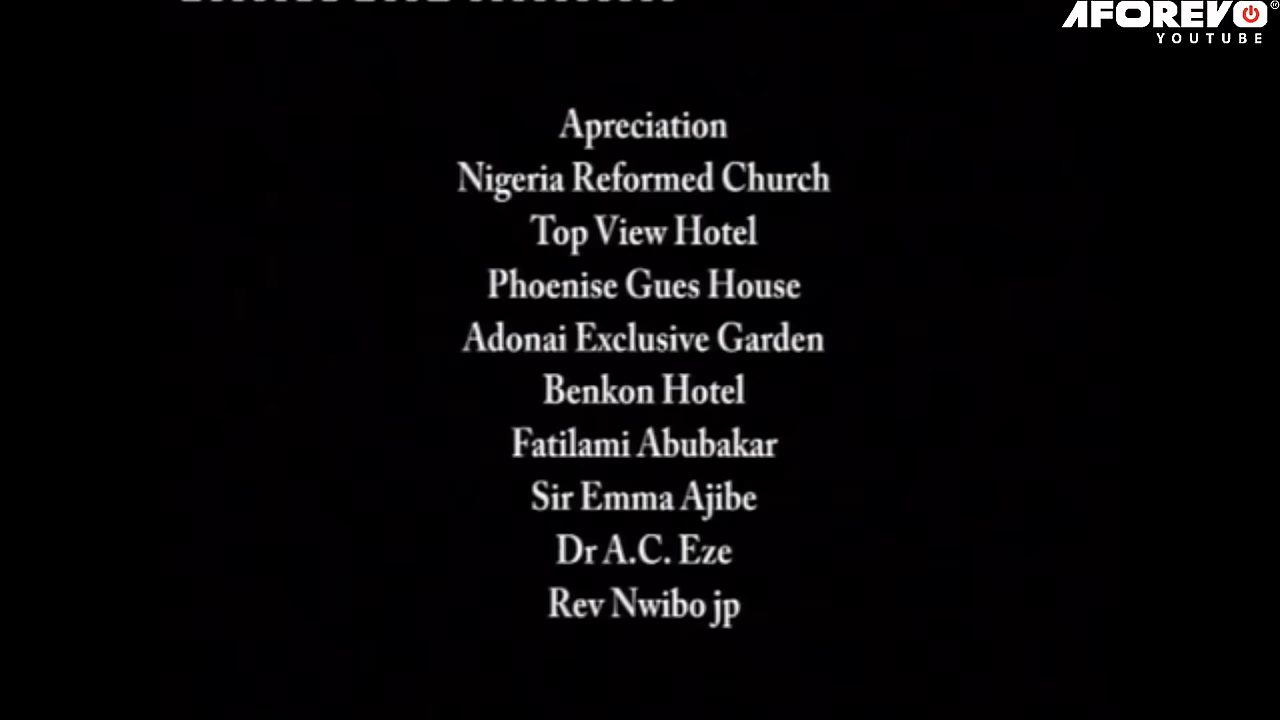 AFOREVO
YOUTUBE
Apreciation
Nigeria Reformed Church
Top View Hotel
Phoenise Gues House
Adonai Exclusive Garden
Benkon Hotel
Fatilami Abubakar
Sir Emma Ajibe
Dr A.C. Eze
Rev Nwibo jp